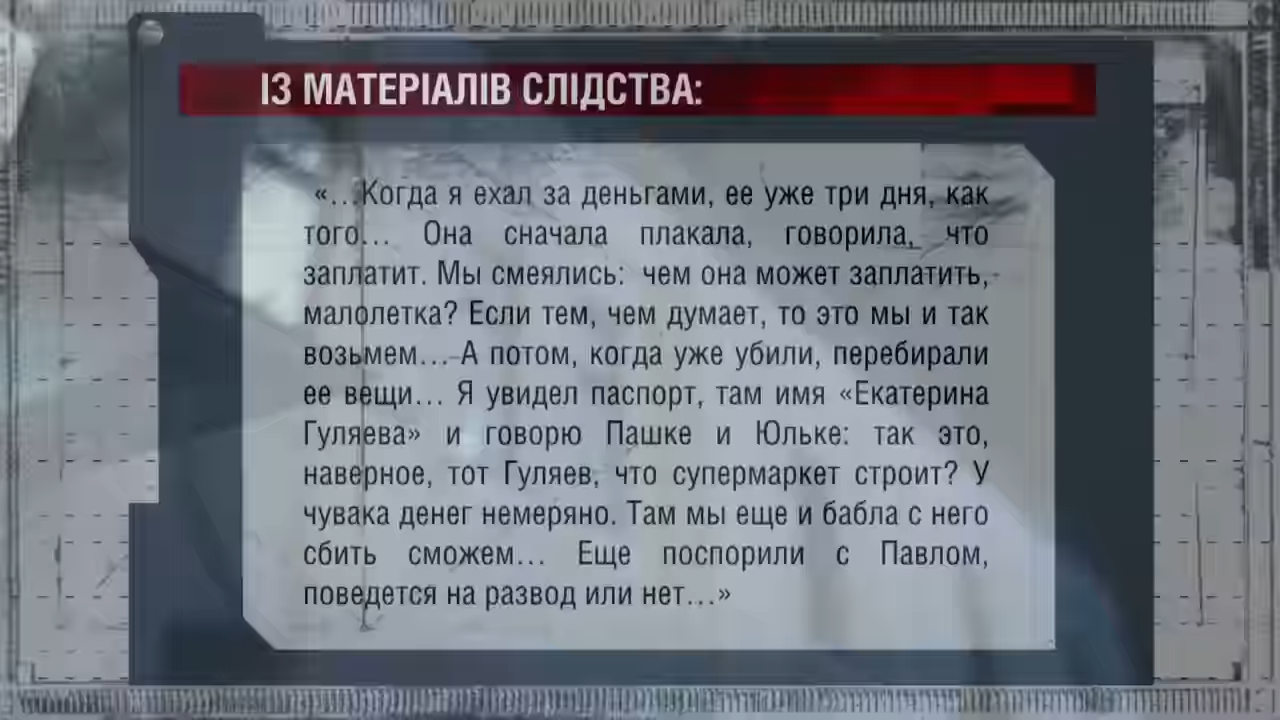 ІЗ МАТЕРІАЛІВ СЛІДСТВА:
«...Когда я ехал за деньгами, ее уже три дня, как
того... Она сначала плакала, говорила, что
заплатит. Мы смеялись: чем она может заплатить,
малолетка? Если тем, чем думает, то это мы и так
возьмем... А потом, когда уже убили, перебирали
ее вещи... Я увидел паспорт, там имя «Екатерина
Гуляева» и говорю Пашке и Юльке: так это,
наверное, тот Гуляев, что супермаркет строит? У
чувака денег немеряно. Там мы еще и бабла с него
сбить сможем... Еще поспорили с Павлом,
поведется на развод или нет...»